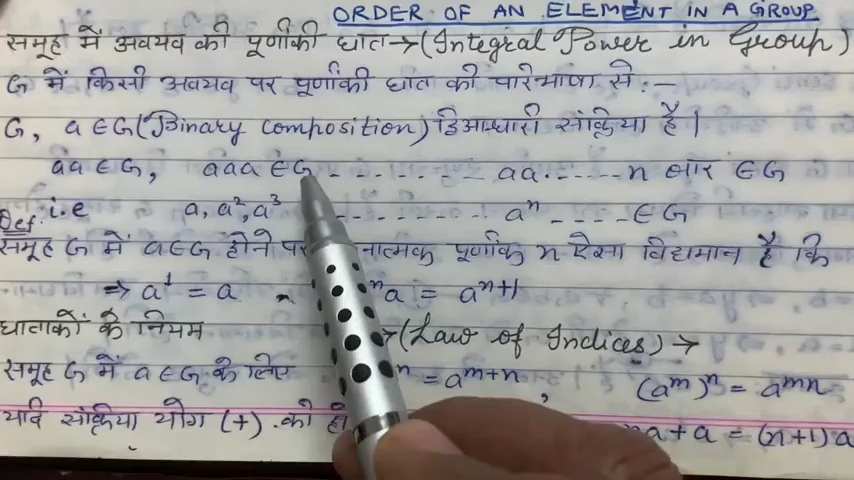 ORDER OF AN ELEMENT IN A GROUP
समूह में अवयव की पूर्णांकी घात→(Integral Power in Group)
G में किसी अवयव पर पूर्णांकी घात की परिभाषा से:—
G, a ∈ G (Binary composition) द्विआधारी संक्रिया है।
aa ∈ G, aaa ∈ G - - - - - - - - aa - - - - - n बार ∈ G
i.e a, a², a³ - - - - - - - - aⁿ - - - - ∈ G
Def:
समूह G में a∈G होने पर नात्मक पूर्णांक n ऐसा विद्यमान है कि
⇒ a¹ = a ⁿa = aⁿ⁺¹
घातांकों के नियम →(Law of Indices)→
समूह G में a∈G के लिए ⁿ = aᵐ⁺ⁿ , (aᵐ)ⁿ = aᵐⁿ
यदि संक्रिया योग (+) की na + a = (n+1) a